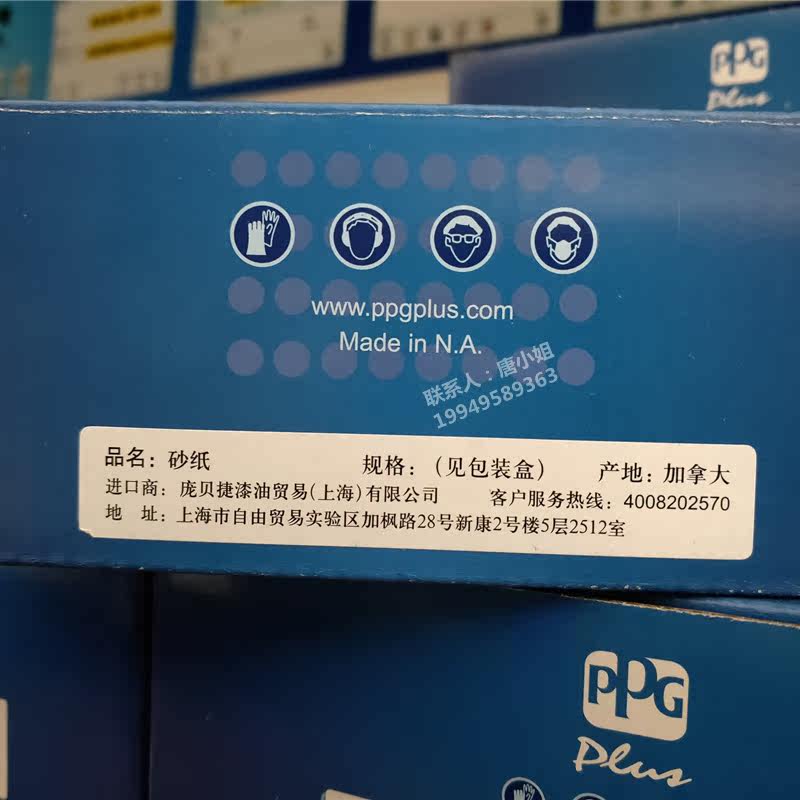 PPG
Plus
www.ppgplus.com
Made in N.A.
联系人：唐小姐
19949589363
品名：砂纸 规格：（见包装盒） 产地：加拿大
进口商：庞贝捷漆油贸易(上海)有限公司 客户服务热线：4008202570
地 址：上海市自由贸易实验区加枫路28号新康2号楼5层2512室
PPG
Plus